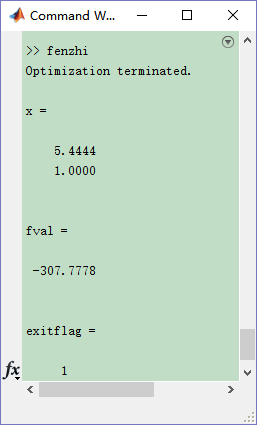 Command W...
>> fenzhi
Optimization terminated.
x =
5.4444
1.0000
fval =
-307.7778
exitflag =
fx
1